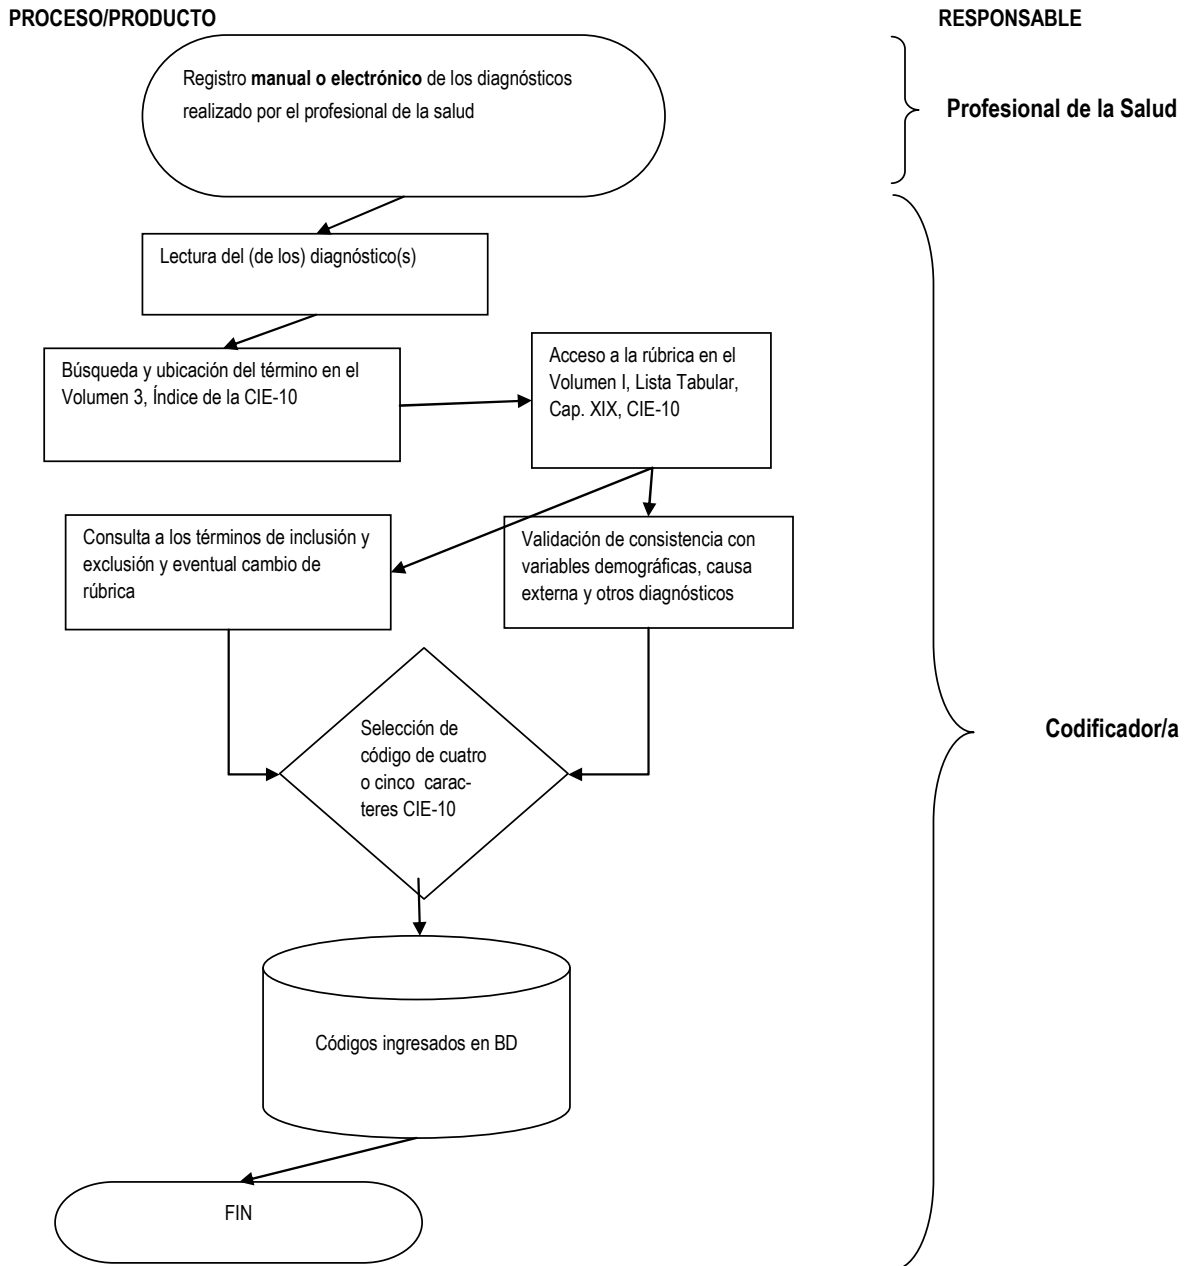 PROCESO/PRODUCTO
RESPONSABLE
Registro manual o electrónico de los diagnósticos
realizado por el profesional de la salud
Profesional de la Salud
Lectura del (de los) diagnóstico(s)
Búsqueda y ubicación del término en el
Volumen 3, Índice de la CIE-10
Acceso a la rúbrica en el
Volumen I, Lista Tabular,
Cap. XIX, CIE-10
Consulta a los términos de inclusión y
exclusión y eventual cambio de
rúbrica
Validación de consistencia con
variables demográficas, causa
externa y otros diagnósticos
Selección de
código de cuatro
o cinco carac-
teres CIE-10
Codificador/a
Códigos ingresados en BD
FIN